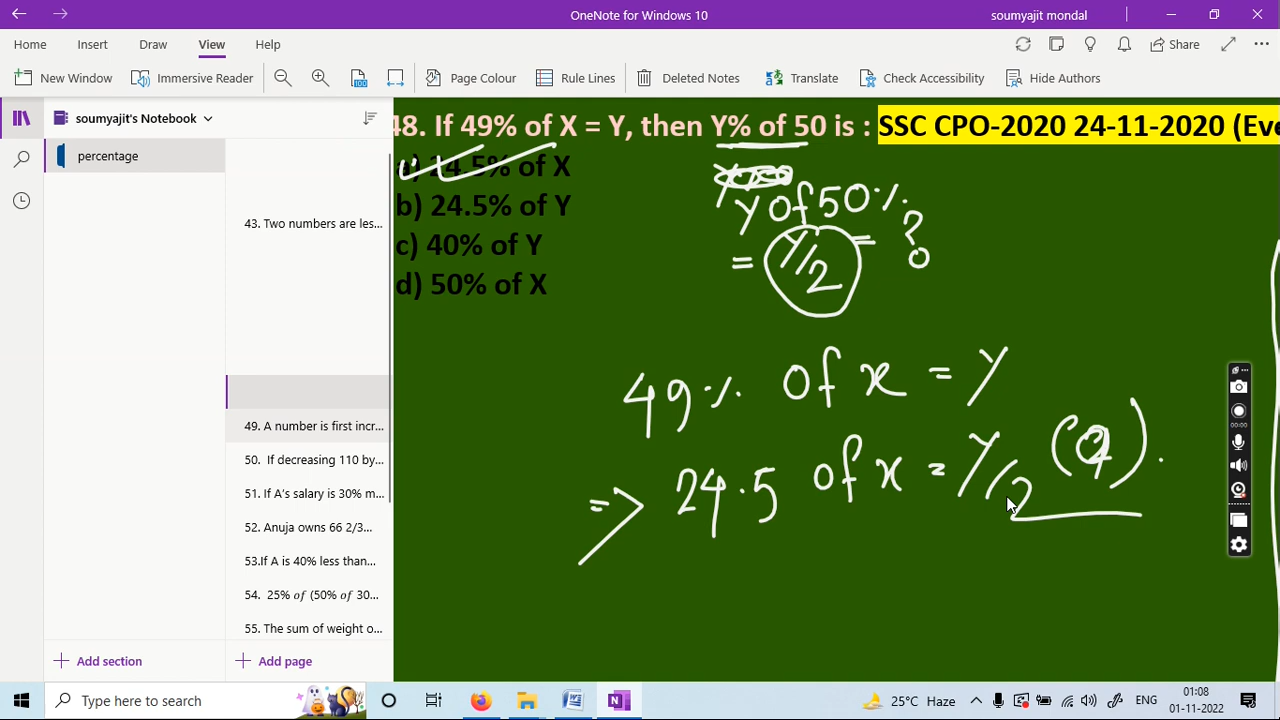 OneNote for Windows 10
soumyajit mondal
Home Insert Draw View Help
Share
New Window Immersive Reader Page Colour Rule Lines Deleted Notes Translate Check Accessibility Hide Authors
soumyajit's Notebook
percentage
43. Two numbers are les...
49. A number is first incr...
50. If decreasing 110 by...
51. If A's salary is 30% m...
52. Anuja owns 66 2/3...
53.If A is 40% less than...
54. 25% of (50% of 30...
55. The sum of weight o...
Add section
Add page
48. If 49% of X = Y, then Y% of 50 is : SSC CPO-2020 24-11-2020 (Eve
a) 24.5% of X
b) 24.5% of Y
c) 40% of Y
d) 50% of X
Y of 50%
= Y/2 = ?
49% of x = Y
=> 24.5 of x = Y/2
00:00
Type here to search
25°C Haze
ENG
01:08
01-11-2022